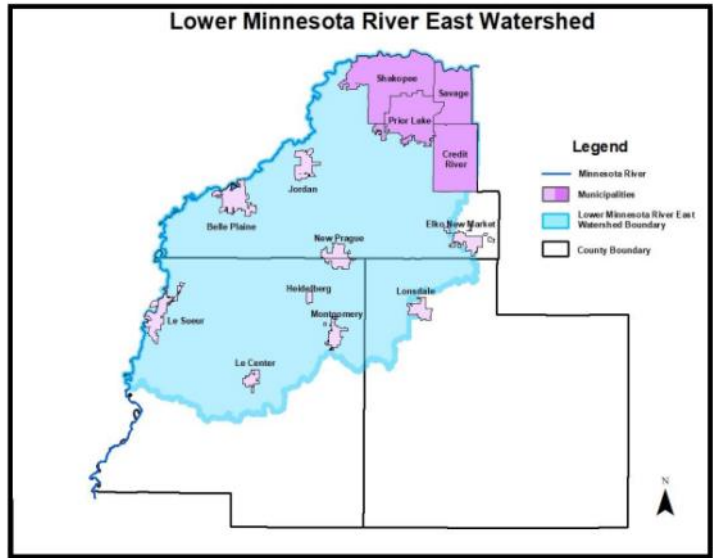 Lower Minnesota River East Watershed
Shakopee
Savage
Prior Lake
Credit
River
Jordan
Belle Plaine
Elko New Market
New Prague
Heidelberg
Lonsdale
Montgomery
Le Sueur
Le Center
Legend
Minnesota River
Municipalities
Lower Minnesota River East
Watershed Boundary
County Boundary
N